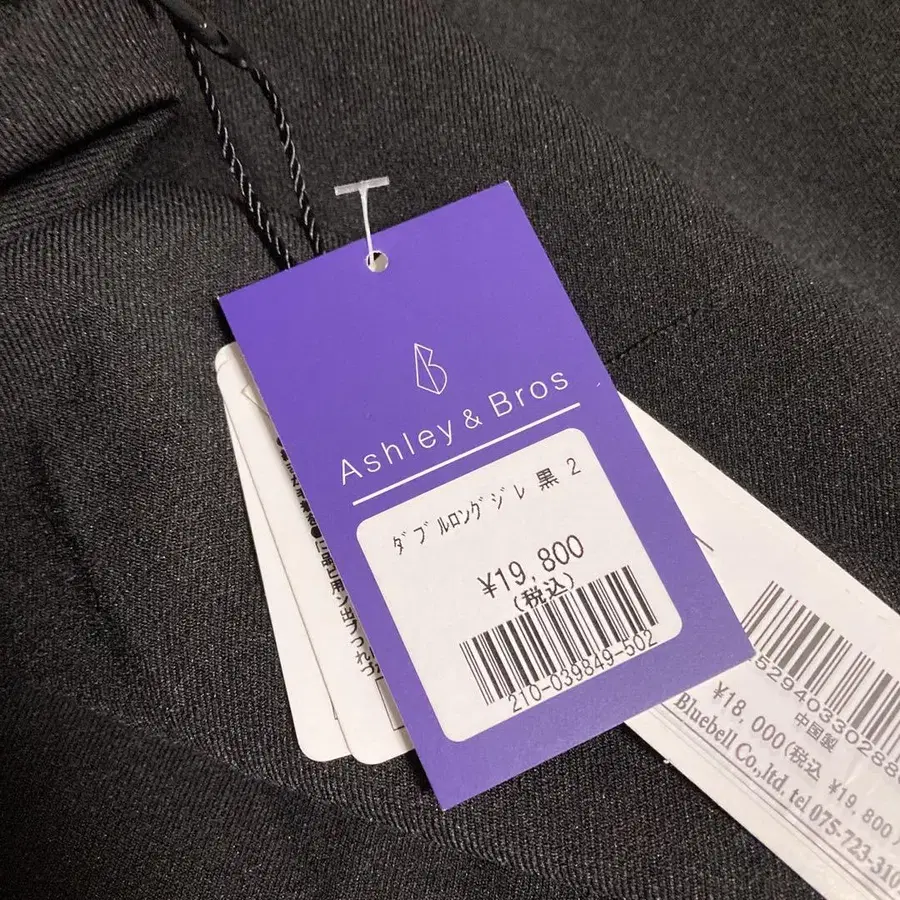 Ashley & Bros
ダブルロングジレ 黒 2
¥19,800
(税込)
210-039849-502
¥18,000(税込 ¥19,800)
中国製
Bluebell Co.,ltd. tel 075-723-310